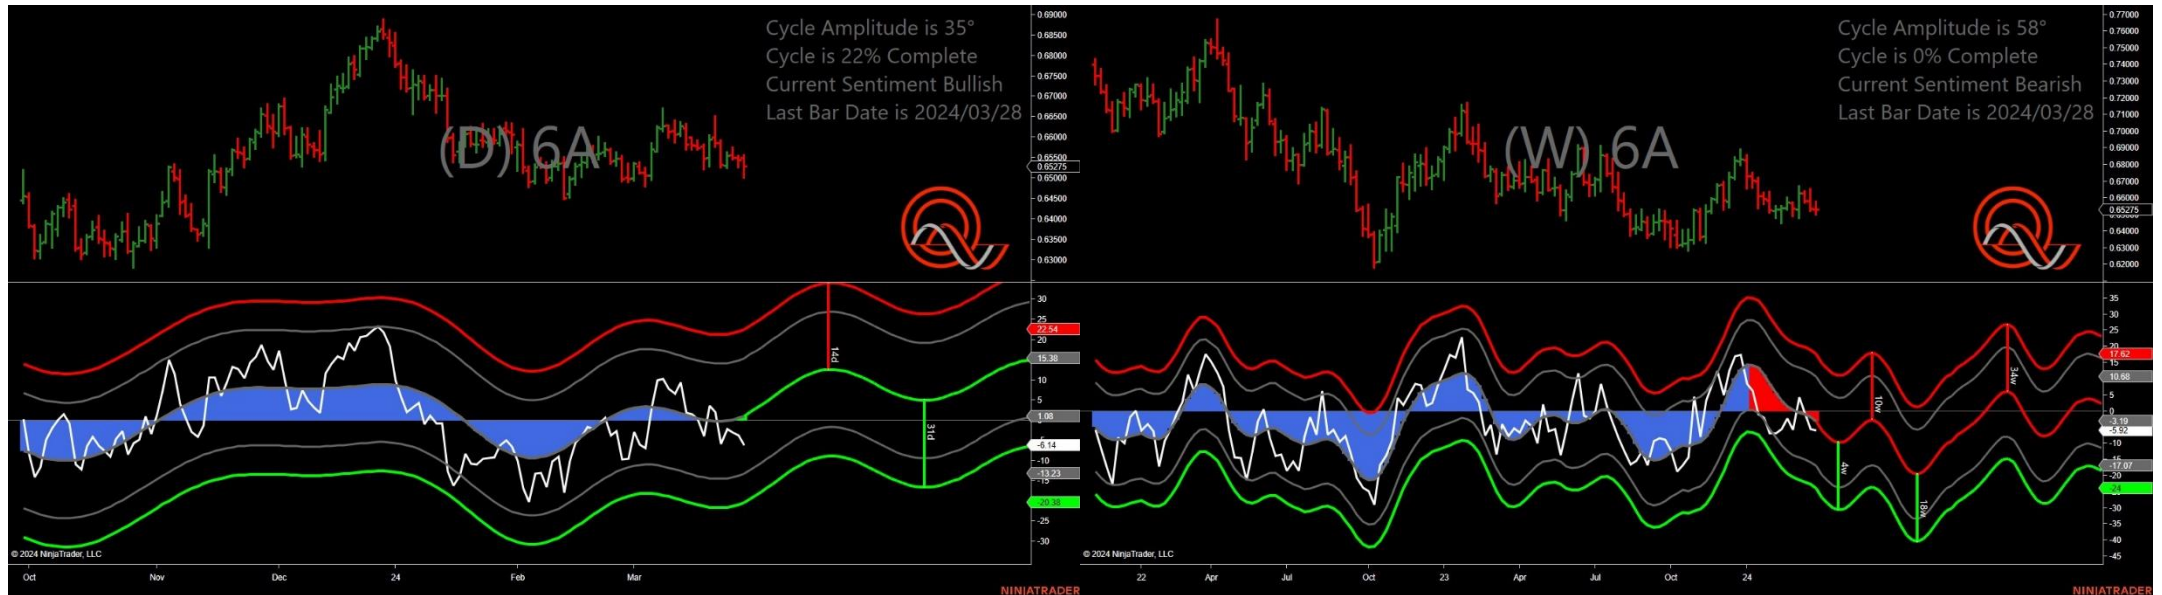 Cycle Amplitude is 35°
Cycle is 22% Complete
Current Sentiment Bullish
Last Bar Date is 2024/03/28
(D) 6A
0.69000
0.68500
0.68000
0.67500
0.67000
0.66500
0.66000
0.65500
0.65275
0.65000
0.64500
0.64000
0.63500
0.63000
30
25
22.54
20
15.38
10
5
1.08
-6.14
-10
-13.23
-15
-20.38
-25
-30
14d
31d
© 2024 NinjaTrader, LLC
Oct Nov Dec 24 Feb Mar
NINJATRADER
Cycle Amplitude is 58°
Cycle is 0% Complete
Current Sentiment Bearish
Last Bar Date is 2024/03/28
(W) 6A
0.77000
0.76000
0.75000
0.74000
0.73000
0.72000
0.71000
0.70000
0.69000
0.68000
0.67000
0.66000
0.65275
0.64000
0.63000
0.62000
35
30
25
20
17.62
15
10.68
5
0
-3.19
-5.92
-10
-17.07
-20
-24
-30
-35
-40
-45
4w
10w
18w
34w
© 2024 NinjaTrader, LLC
22 Apr Jul Oct 23 Apr Jul Oct 24
NINJATRADER